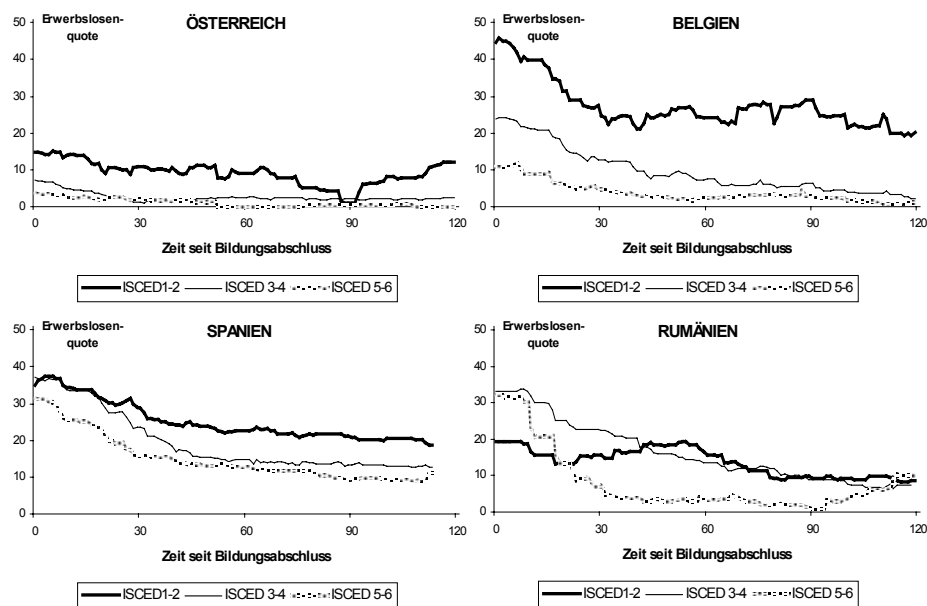 Erwerbslosen-
quote
ÖSTERREICH
50
40
30
20
10
0
0 30 60 90 120
Zeit seit Bildungsabschluss
ISCED1-2 ISCED 3-4 ISCED 5-6
Erwerbslosen-
quote
BELGIEN
50
40
30
20
10
0
0 30 60 90 120
Zeit seit Bildungsabschluss
ISCED1-2 ISCED 3-4 ISCED 5-6
Erwerbslosen-
quote
SPANIEN
50
40
30
20
10
0
0 30 60 90 120
Zeit seit Bildungsabschluss
ISCED1-2 ISCED 3-4 ISCED 5-6
Erwerbslosen-
quote
RUMÄNIEN
50
40
30
20
10
0
0 30 60 90 120
Zeit seit Bildungsabschluss
ISCED1-2 ISCED 3-4 ISCED 5-6